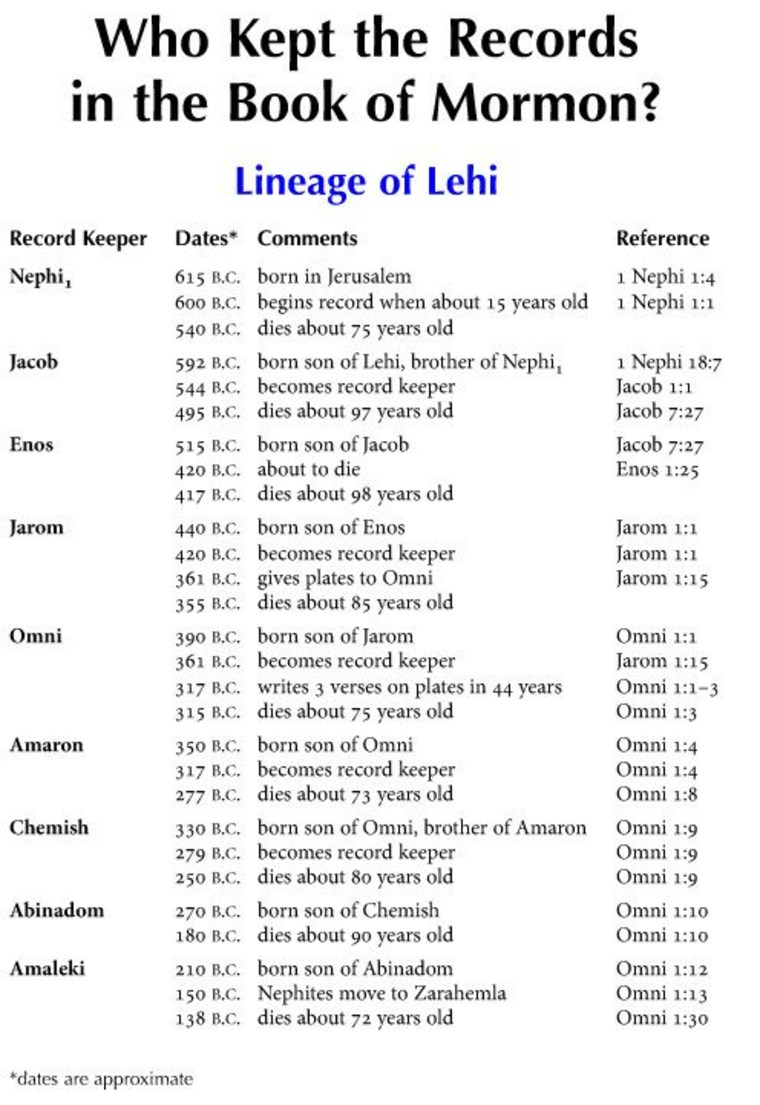 Who Kept the Records
in the Book of Mormon?
Lineage of Lehi
Record Keeper Dates* Comments Reference
Nephi₁ 615 B.C. born in Jerusalem 1 Nephi 1:4
600 B.C. begins record when about 15 years old 1 Nephi 1:1
540 B.C. dies about 75 years old
Jacob 592 B.C. born son of Lehi, brother of Nephi₁ 1 Nephi 18:7
544 B.C. becomes record keeper Jacob 1:1
495 B.C. dies about 97 years old Jacob 7:27
Enos 515 B.C. born son of Jacob Jacob 7:27
420 B.C. about to die Enos 1:25
417 B.C. dies about 98 years old
Jarom 440 B.C. born son of Enos Jarom 1:1
420 B.C. becomes record keeper Jarom 1:1
361 B.C. gives plates to Omni Jarom 1:15
355 B.C. dies about 85 years old
Omni 390 B.C. born son of Jarom Omni 1:1
361 B.C. becomes record keeper Jarom 1:15
317 B.C. writes 3 verses on plates in 44 years Omni 1:1–3
315 B.C. dies about 75 years old Omni 1:3
Amaron 350 B.C. born son of Omni Omni 1:4
317 B.C. becomes record keeper Omni 1:4
277 B.C. dies about 73 years old Omni 1:8
Chemish 330 B.C. born son of Omni, brother of Amaron Omni 1:9
279 B.C. becomes record keeper Omni 1:9
250 B.C. dies about 80 years old Omni 1:9
Abinadom 270 B.C. born son of Chemish Omni 1:10
180 B.C. dies about 90 years old Omni 1:10
Amaleki 210 B.C. born son of Abinadom Omni 1:12
150 B.C. Nephites move to Zarahemla Omni 1:13
138 B.C. dies about 72 years old Omni 1:30
*dates are approximate